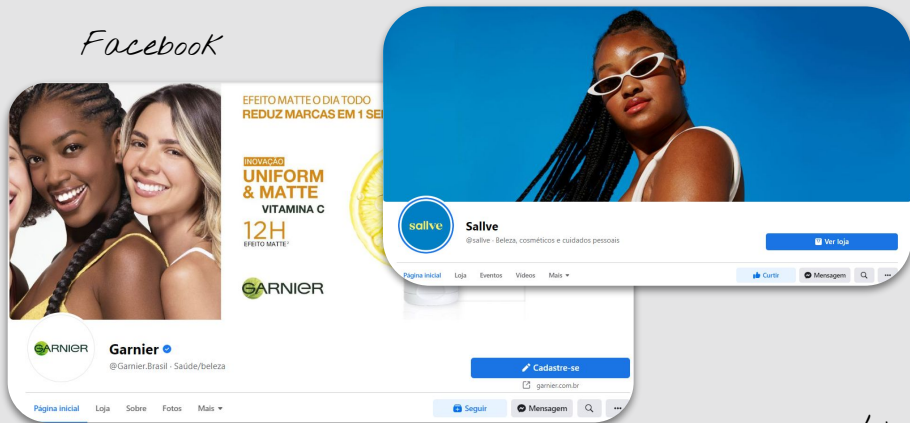 Facebook
EFEITO MATTE O DIA TODO
REDUZ MARCAS EM 1 SE
INOVAÇÃO
UNIFORM
& MATTE
VITAMINA C
12H
EFEITO MATTE²
GARNIER
GARNIER
Garnier
@Garnier.Brasil · Saúde/beleza
Cadastre-se
garnier.com.br
Página inicial Loja Sobre Fotos Mais
Seguir Mensagem
sallve
Sallve
@sallve · Beleza, cosméticos e cuidados pessoais
Ver loja
Página inicial Loja Eventos Vídeos Mais
Curtir Mensagem